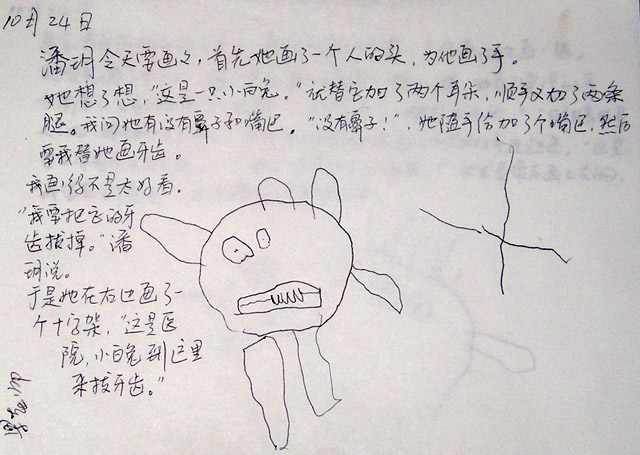 10月24日
潘玥今天要画画，首先她画了一个人的头，为他画了手。
她想了想，"这是一只小白兔。"就替它加了两个耳朵，顺手又加了两条
腿。我问她有没有鼻子和嘴巴。"没有鼻子！"，她随手给加了个嘴巴，然后
要我替她画牙齿。
我画得不是太好看。
"我要把它的牙
齿拔掉。"潘
玥说。
于是她在右边画了一
个十字架，"这是医
院，小白兔到这里
来拔牙齿。"